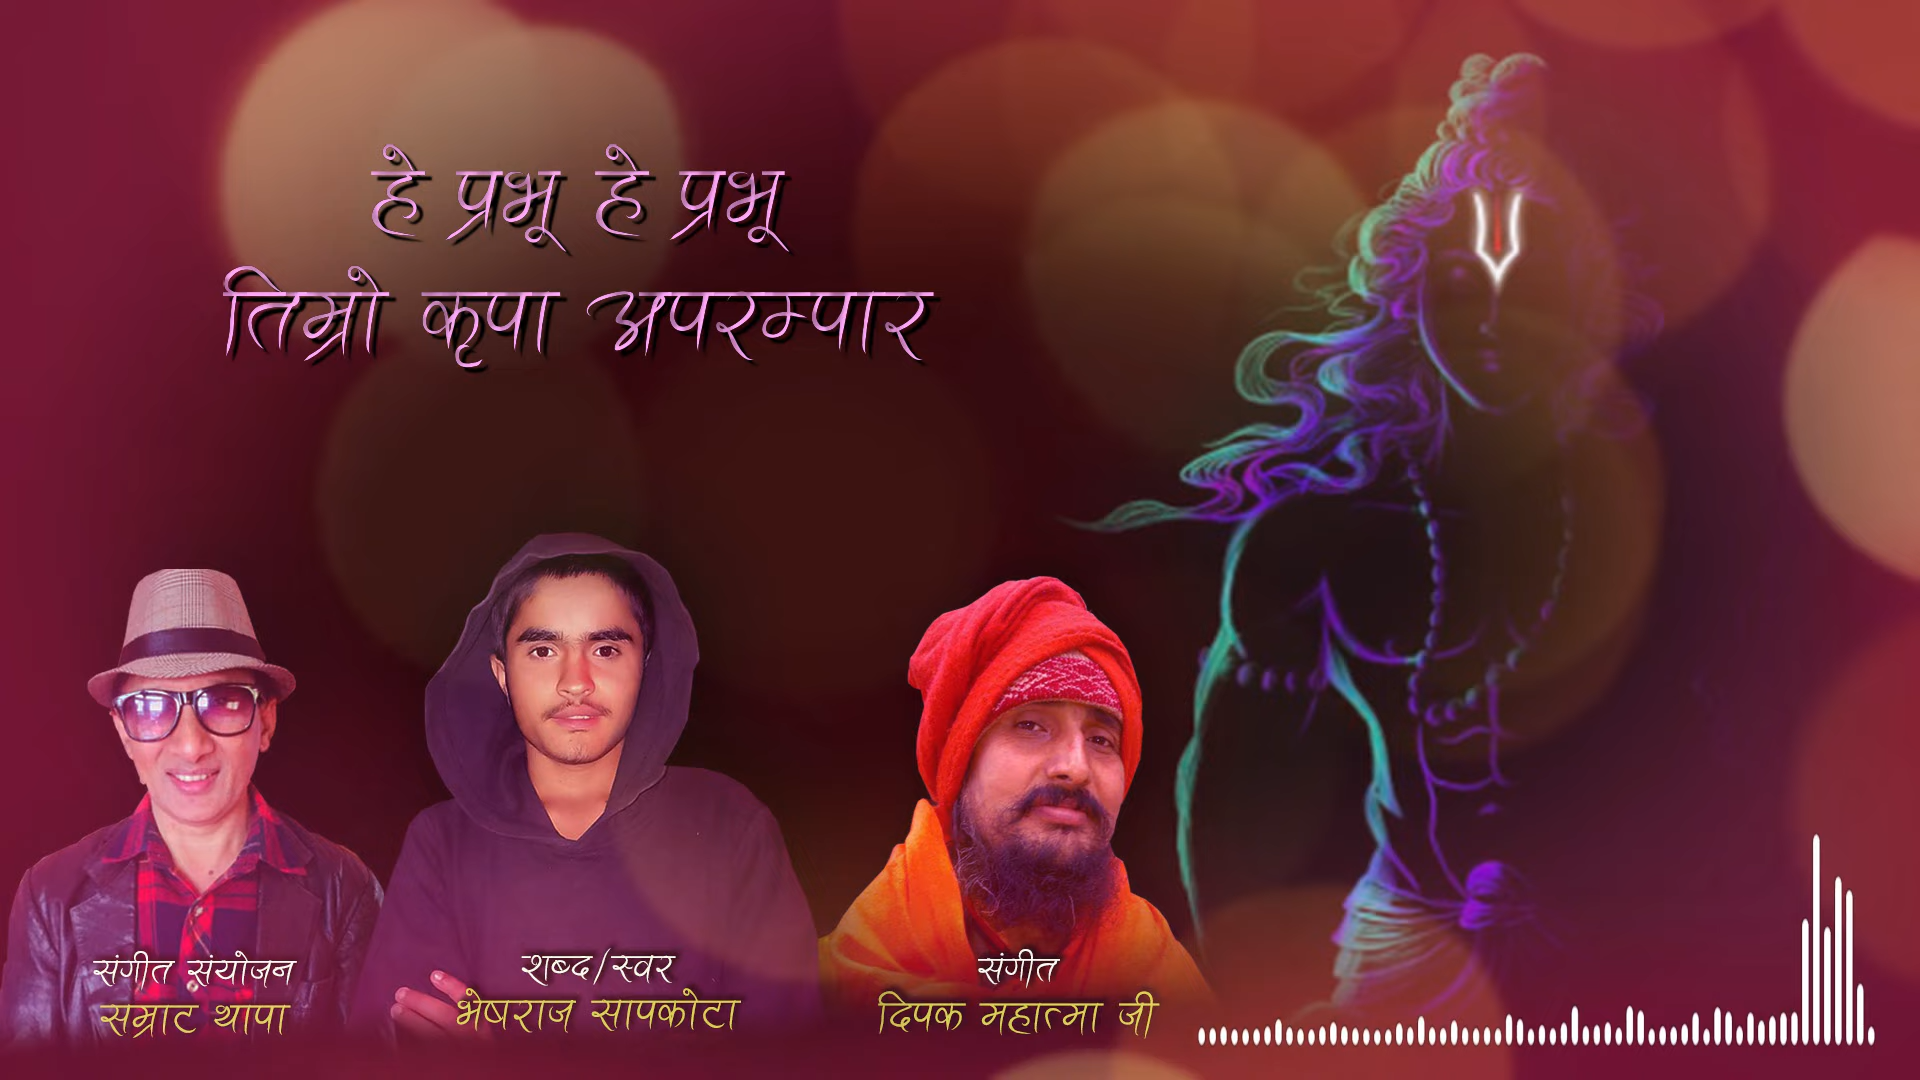 हे प्रभू हे प्रभू
तिम्रो कृपा अपरम्पार
संगीत संयोजन
सम्राट थापा
शब्द/स्वर
भेषराज सापकोटा
संगीत
दिपक महात्मा जी